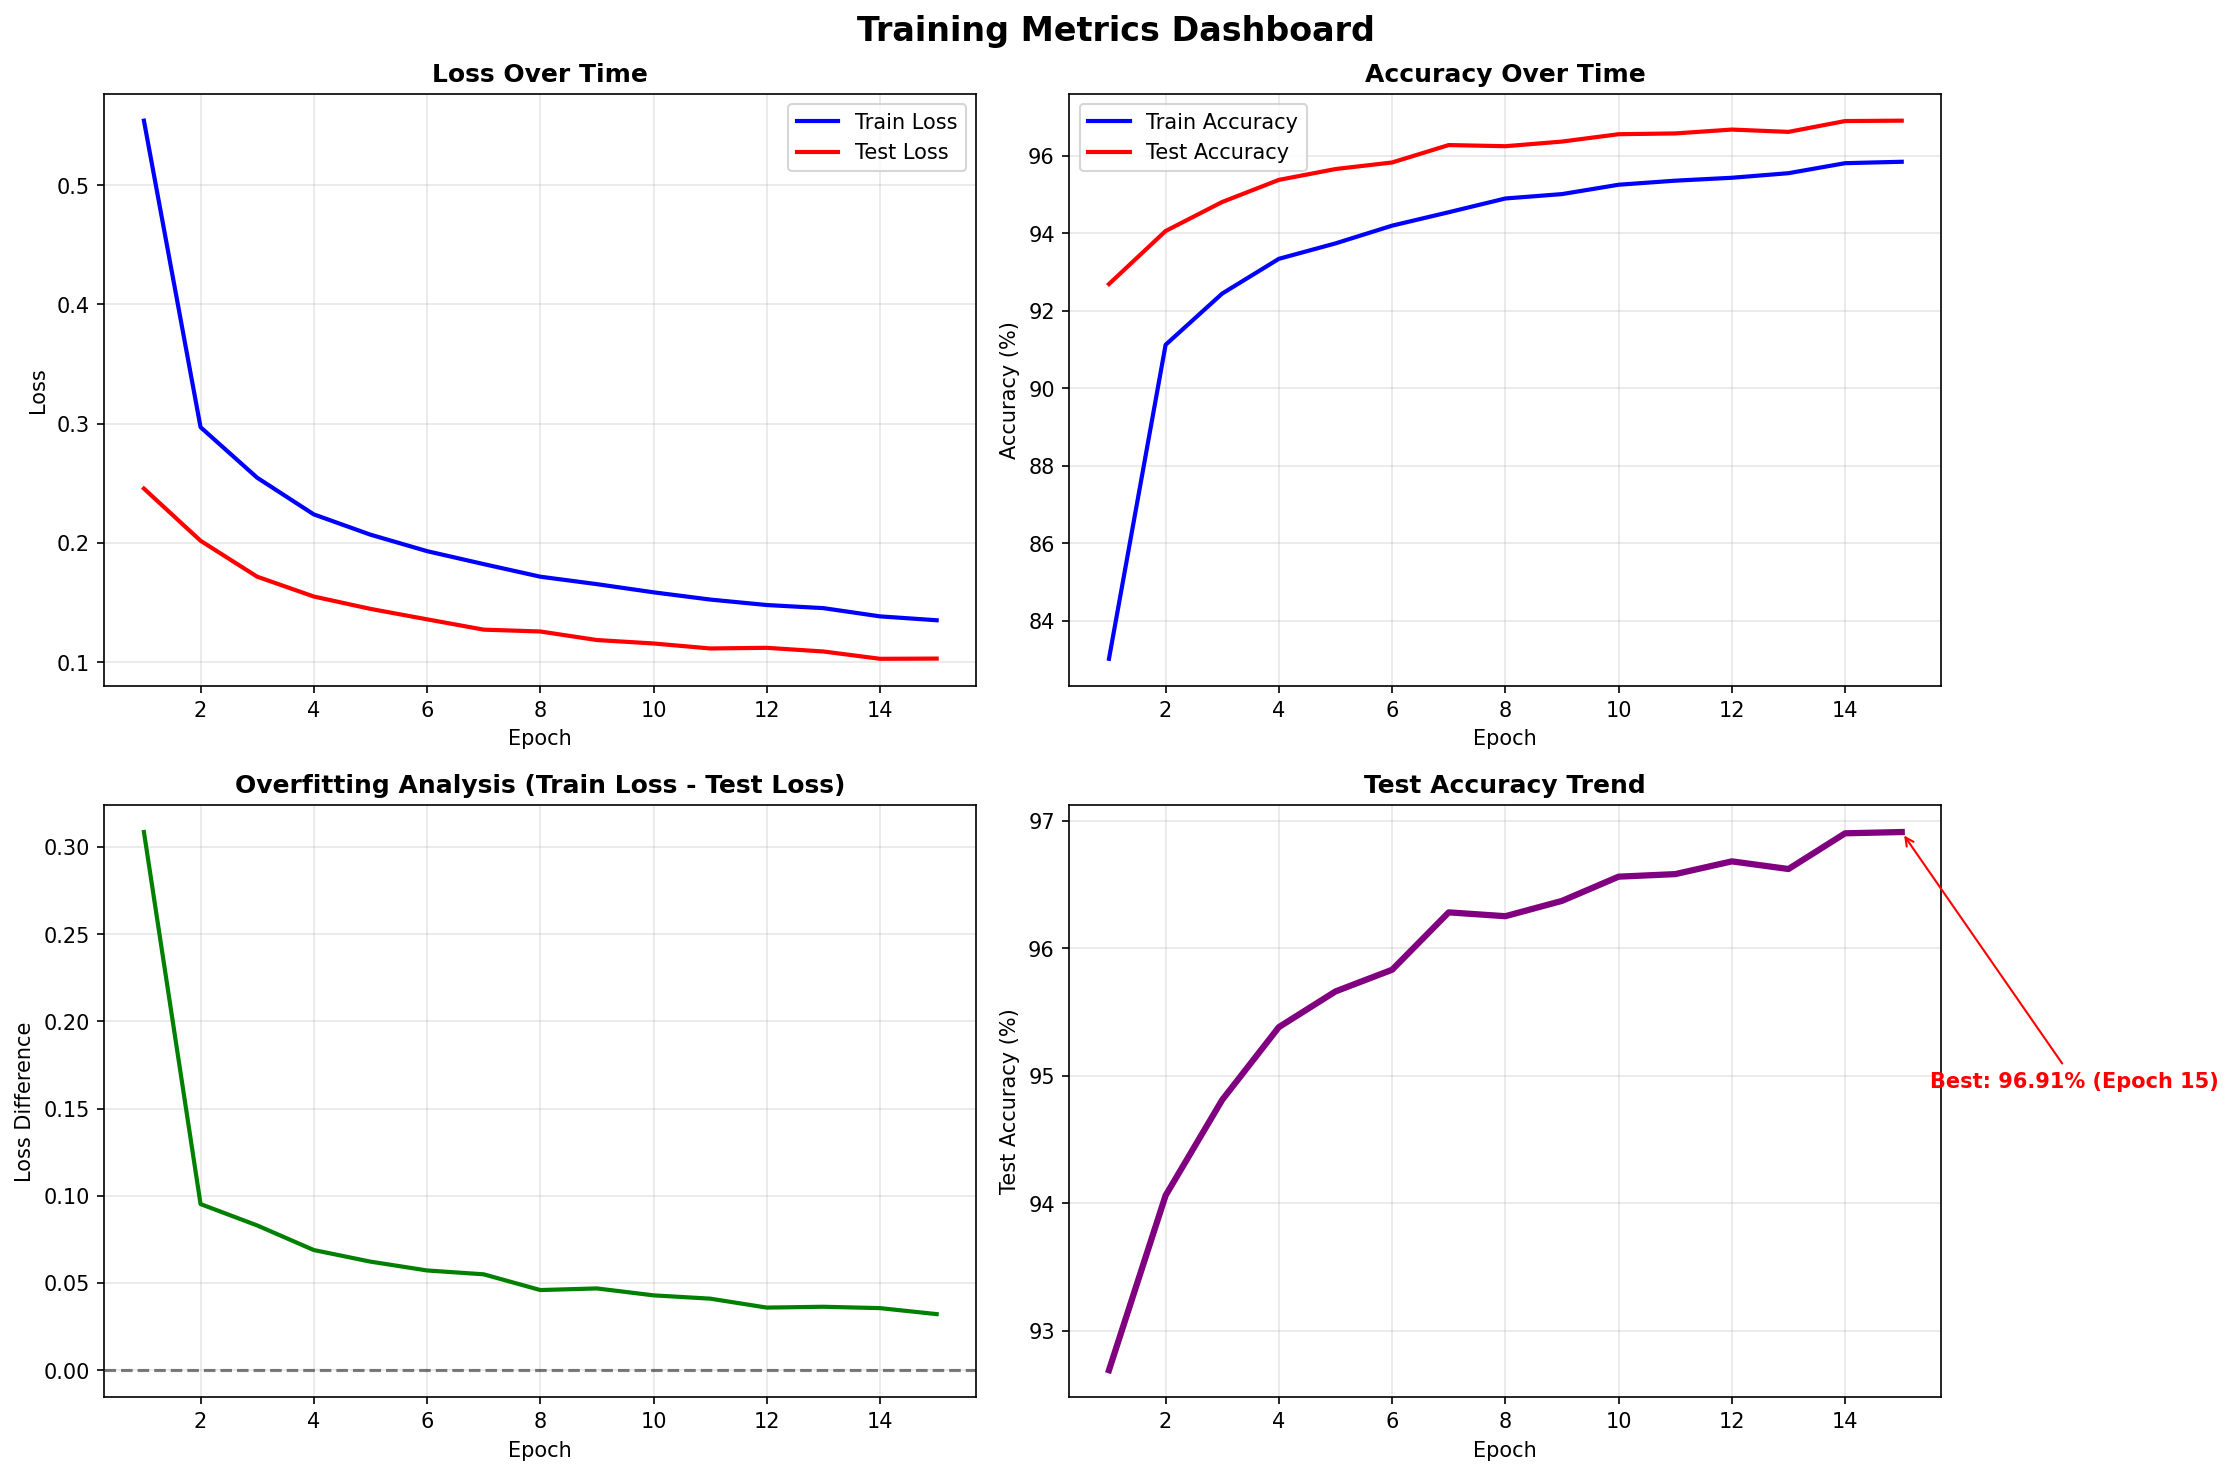 Training Metrics Dashboard
Loss Over Time
Train Loss
Test Loss
0.5
0.4
0.3
0.2
0.1
Loss
2 4 6 8 10 12 14
Epoch
Accuracy Over Time
Train Accuracy
Test Accuracy
96
94
92
90
88
86
84
Accuracy (%)
2 4 6 8 10 12 14
Epoch
Overfitting Analysis (Train Loss - Test Loss)
0.30
0.25
0.20
0.15
0.10
0.05
0.00
Loss Difference
2 4 6 8 10 12 14
Epoch
Test Accuracy Trend
97
96
95
94
93
Test Accuracy (%)
Best: 96.91% (Epoch 15)
2 4 6 8 10 12 14
Epoch